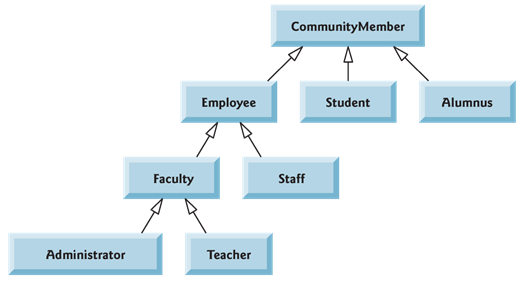 CommunityMember
Employee
Student
Alumnus
Faculty
Staff
Administrator
Teacher